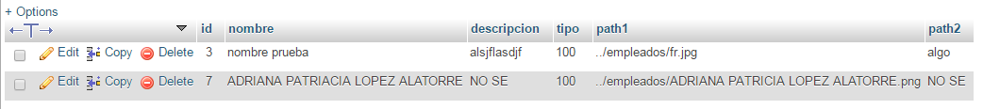 + Options
id nombre descripcion tipo path1 path2
Edit Copy Delete 3 nombre prueba alsjflasdjf 100 ../empleados/fr.jpg algo
Edit Copy Delete 7 ADRIANA PATRIACIA LOPEZ ALATORRE NO SE 100 ../empleados/ADRIANA PATRICIA LOPEZ ALATORRE.png NO SE